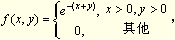 f(x, y) = { e^{-(x+y)}, x > 0, y > 0
0, 其他 ,